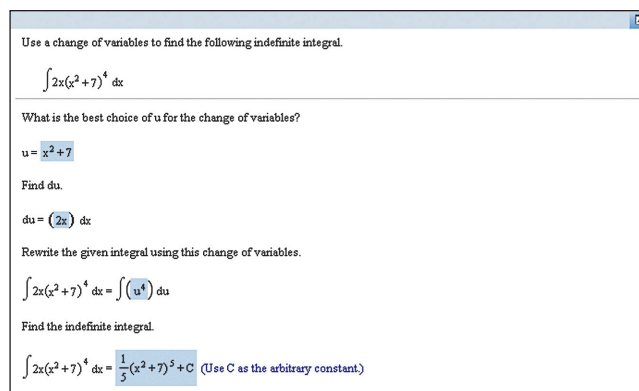 Use a change of variables to find the following indefinite integral.
∫2x(x² + 7)⁴ dx
What is the best choice of u for the change of variables?
u = x² + 7
Find du.
du = (2x) dx
Rewrite the given integral using this change of variables.
∫2x(x² + 7)⁴ dx = ∫(u⁴) du
Find the indefinite integral.
∫2x(x² + 7)⁴ dx = 1/5(x² + 7)⁵ + C (Use C as the arbitrary constant.)